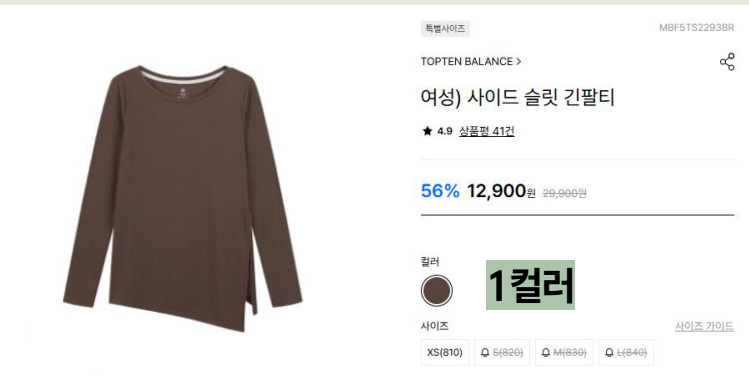 특별사이즈
MBF5TS2293BR
TOPTEN BALANCE >
여성) 사이드 슬릿 긴팔티
★ 4.9 상품평 41건
56% 12,900원 29,900원
컬러
1컬러
사이즈
사이즈 가이드
XS(810) S(820) M(830) L(840)